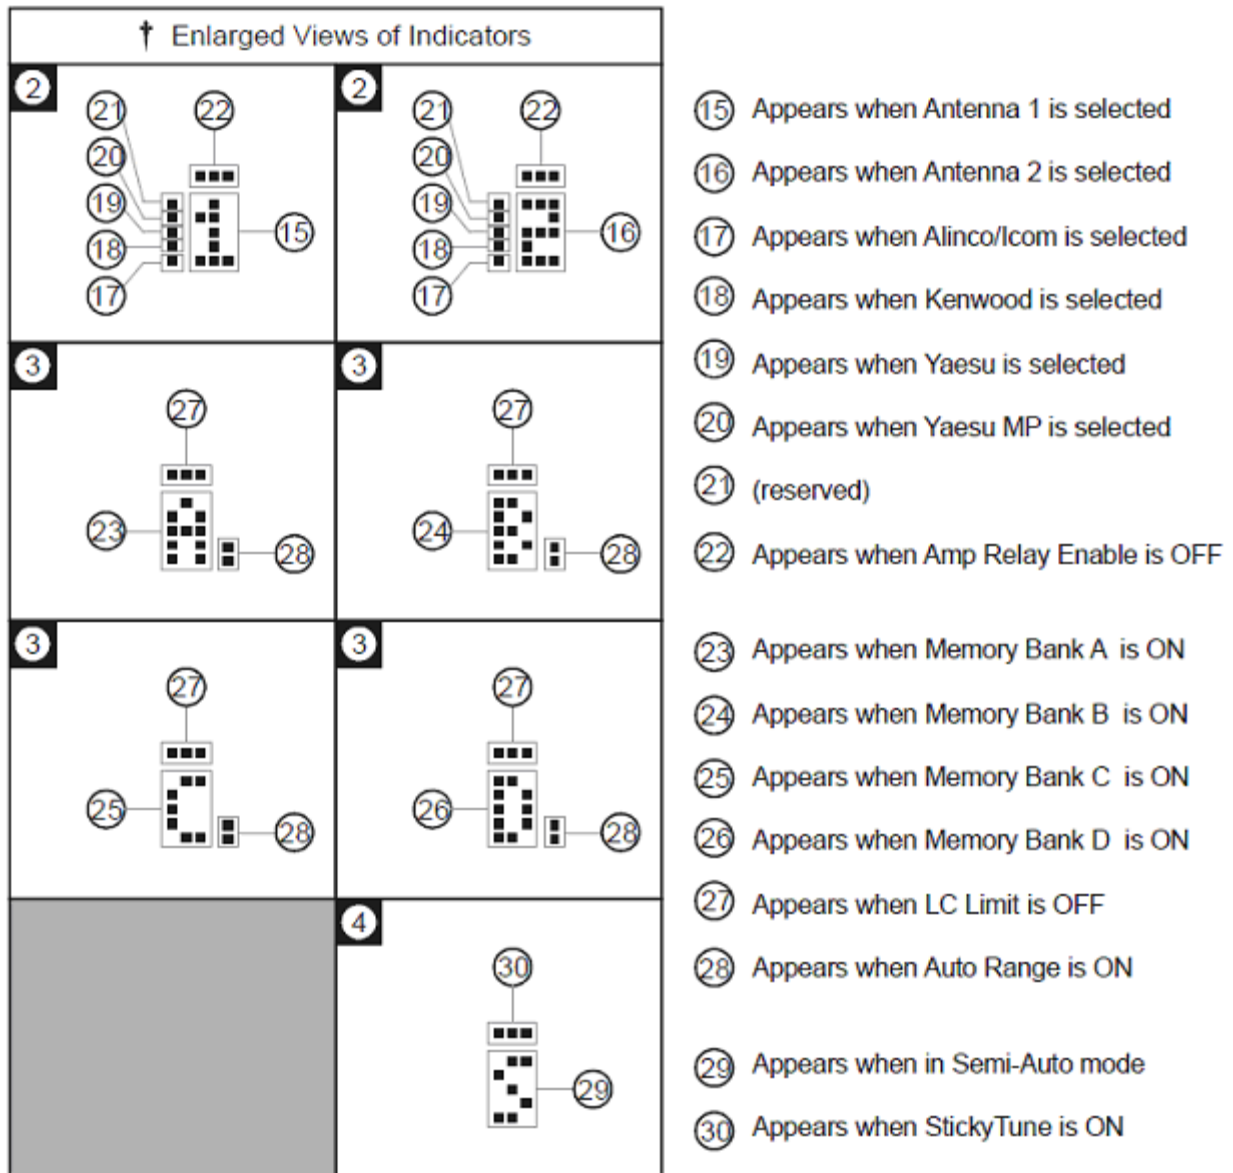 † Enlarged Views of Indicators
2
21
22
20
19
18
17
15
2
21
22
20
19
18
17
16
3
27
23
28
3
27
24
28
3
27
25
28
3
27
26
28
4
30
29
15 Appears when Antenna 1 is selected
16 Appears when Antenna 2 is selected
17 Appears when Alinco/Icom is selected
18 Appears when Kenwood is selected
19 Appears when Yaesu is selected
20 Appears when Yaesu MP is selected
21 (reserved)
22 Appears when Amp Relay Enable is OFF
23 Appears when Memory Bank A is ON
24 Appears when Memory Bank B is ON
25 Appears when Memory Bank C is ON
26 Appears when Memory Bank D is ON
27 Appears when LC Limit is OFF
28 Appears when Auto Range is ON
29 Appears when in Semi-Auto mode
30 Appears when StickyTune is ON